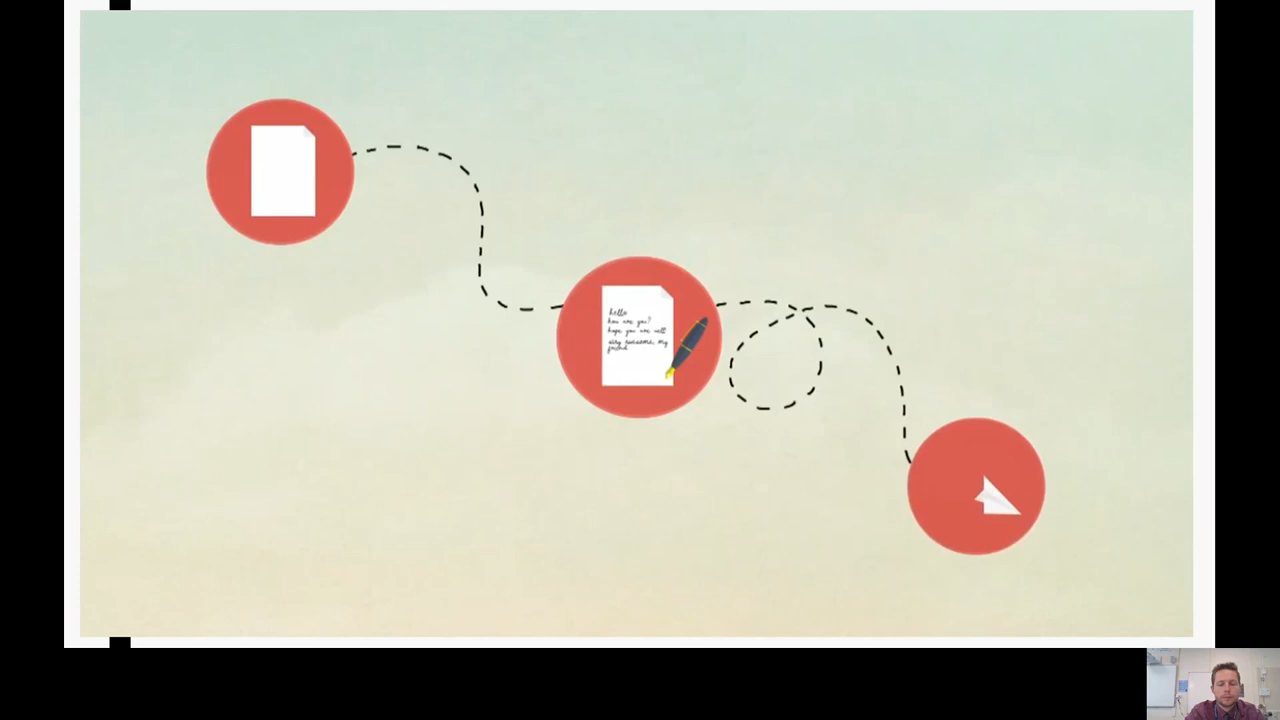 hello
how are you?
hope you are well
stay awesome, my
friend